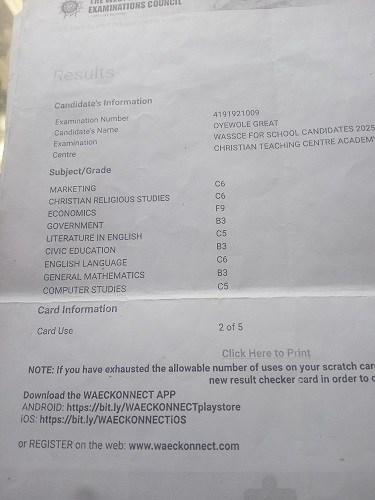 THE WEST
EXAMINATIONS COUNCIL
Results
Candidate's Information
Examination Number 4191921009
Candidate's Name OYEWOLE GREAT
Examination WASSCE FOR SCHOOL CANDIDATES 2025
Centre CHRISTIAN TEACHING CENTRE ACADEMY
Subject/Grade
MARKETING C6
CHRISTIAN RELIGIOUS STUDIES C6
ECONOMICS F9
GOVERNMENT B3
LITERATURE IN ENGLISH C5
CIVIC EDUCATION B3
ENGLISH LANGUAGE C6
GENERAL MATHEMATICS B3
COMPUTER STUDIES C5
Card Information
Card Use 2 of 5
Click Here to Print
NOTE: If you have exhausted the allowable number of uses on your scratch car
new result checker card in order to c
Download the WAECKONNECT APP
ANDROID: https://bit.ly/WAECKONNECTplaystore
iOS: https://bit.ly/WAECKONNECTiOS
or REGISTER on the web: www.waeckonnect.com